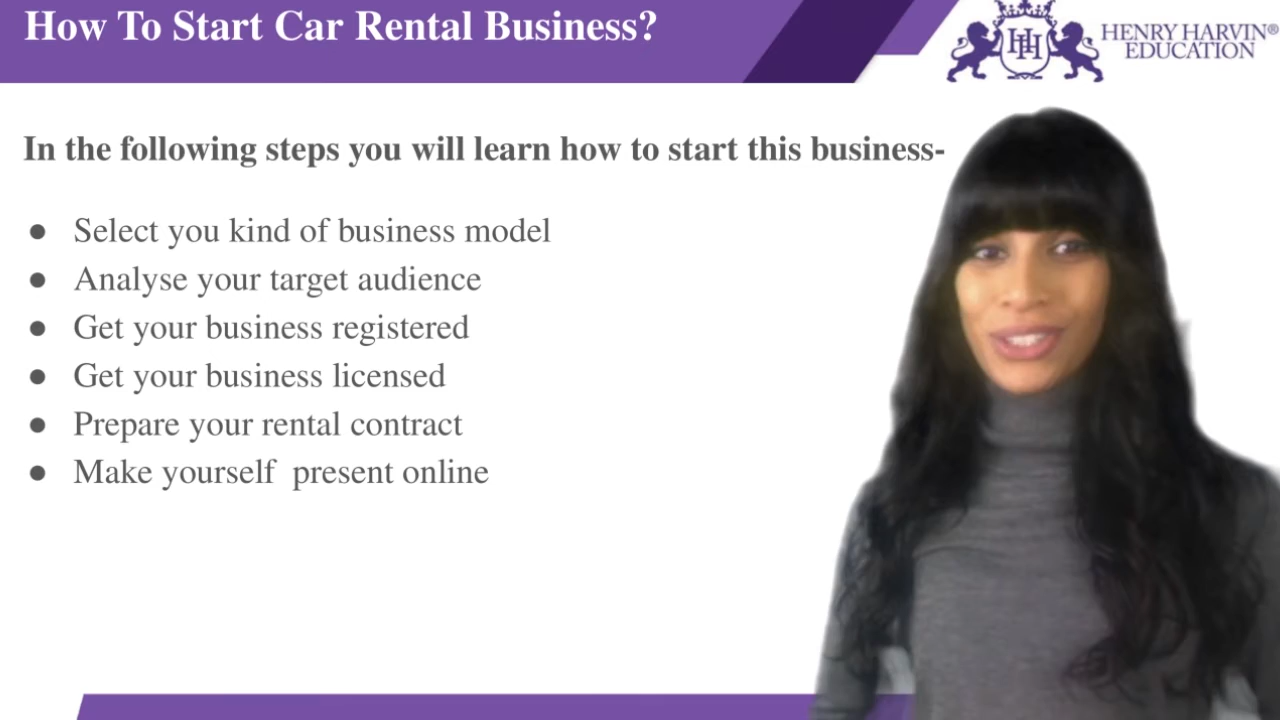 How To Start Car Rental Business?
HENRY HARVIN®
EDUCATION
In the following steps you will learn how to start this business-
● Select you kind of business model
● Analyse your target audience
● Get your business registered
● Get your business licensed
● Prepare your rental contract
● Make yourself  present online